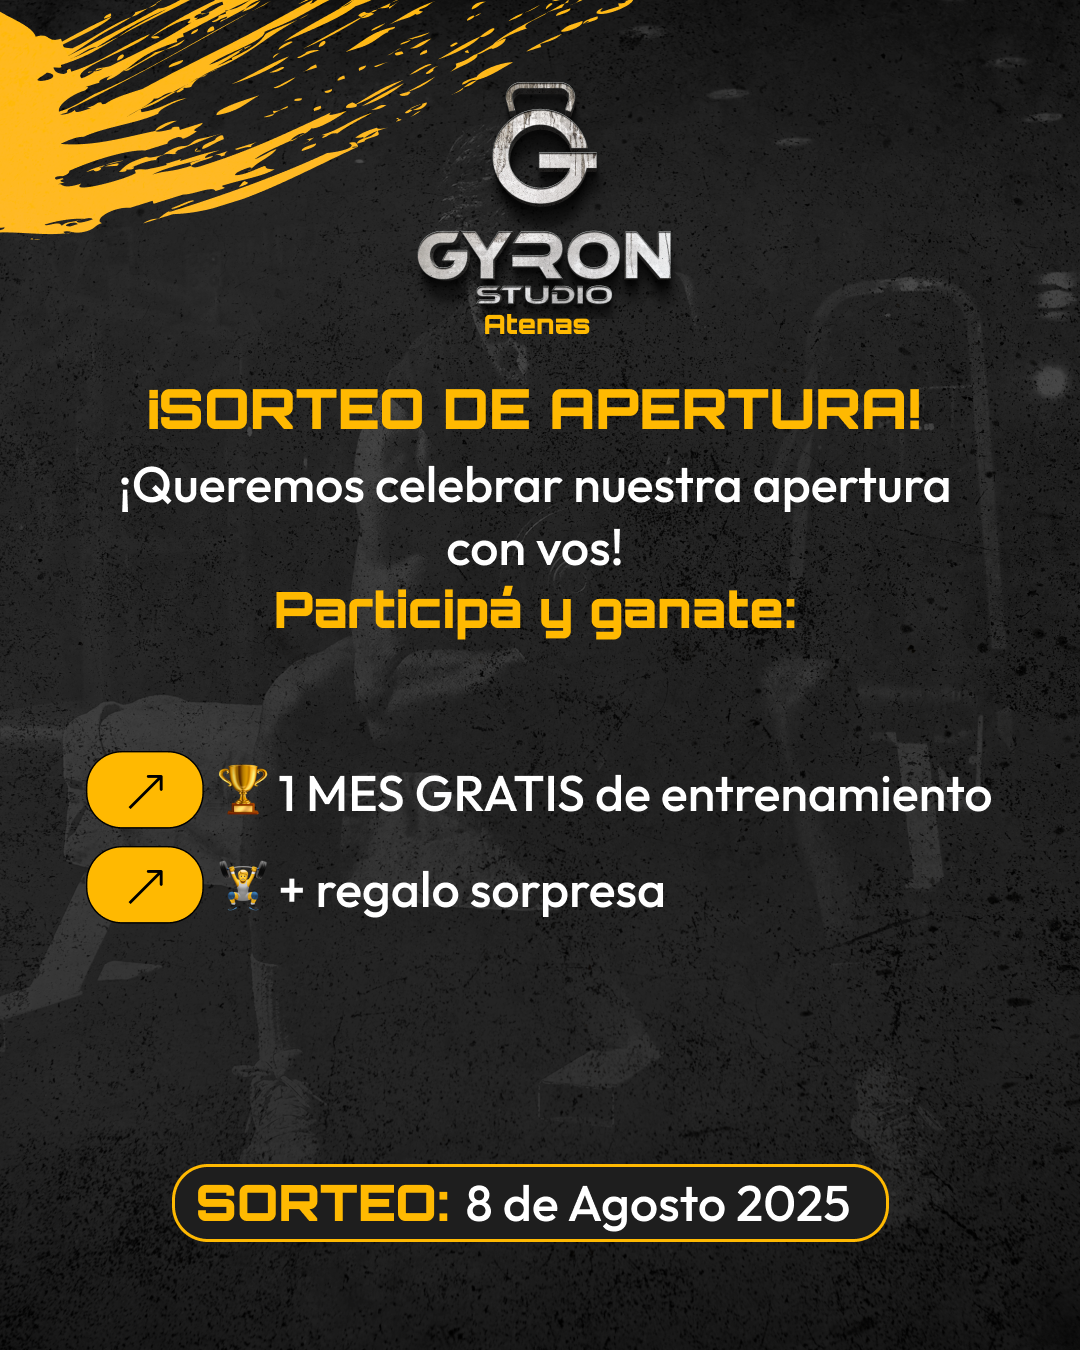 GYRON
STUDIO
Atenas
¡SORTEO DE APERTURA!
¡Queremos celebrar nuestra apertura
con vos!
Participá y ganate:
🏆 1 MES GRATIS de entrenamiento
🏋️ + regalo sorpresa
SORTEO: 8 de Agosto 2025